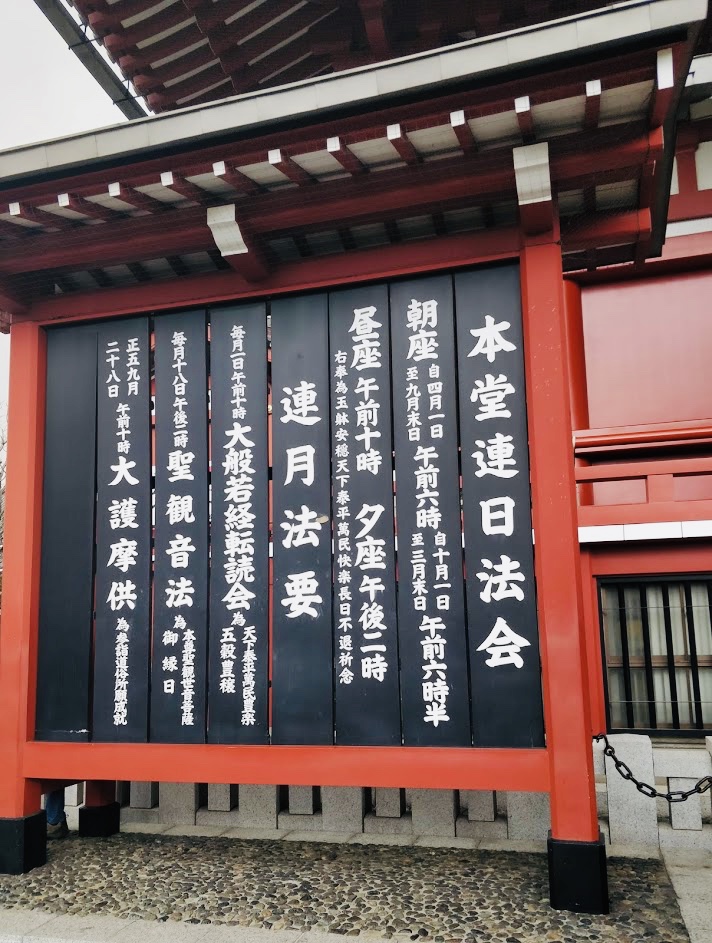 本堂連日法会
朝座 自四月一日 至九月末日 午前六時 自十月一日 至三月末日 午前六時半
昼座 午前十時 夕座 午後二時
右奉為玉躰安穏天下泰平萬民快楽長日不退祈念
連月法要
毎月一日午前十時 大般若経転読会 為 天下泰平萬民豊楽 五穀豊穣
毎月十八日午後二時 聖観音法 為 本尊聖観世音菩薩 御縁日
正五九月 二十八日 午前十時 大護摩供 為参詣道俗所願成就